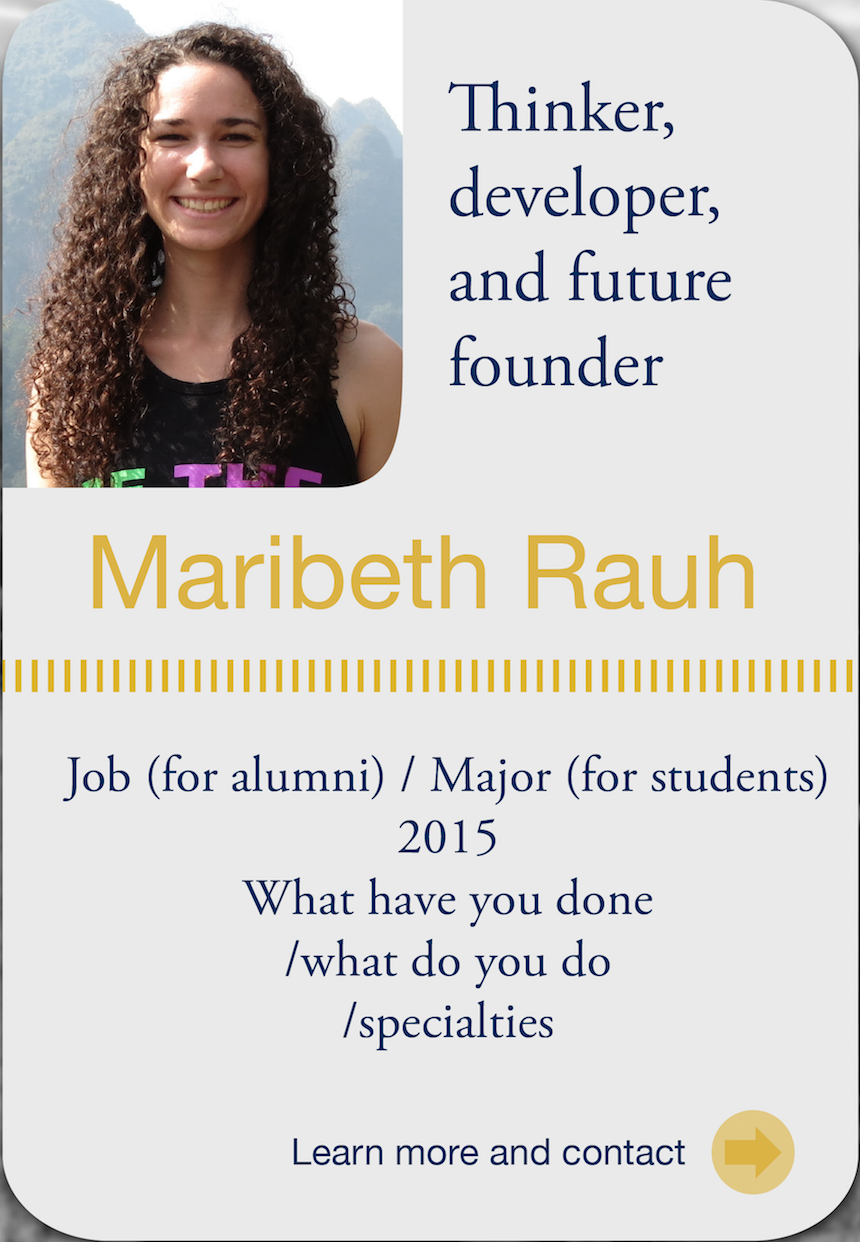 Thinker,
developer,
and future
founder
THE
Maribeth Rauh
Job (for alumni) / Major (for students)
2015
What have you done
/what do you do
/specialties
Learn more and contact